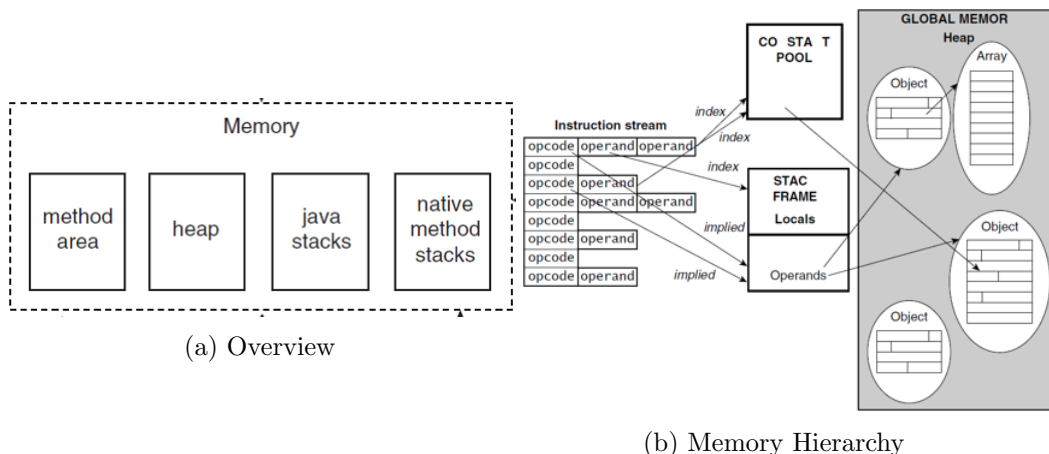 Memory
method
area
heap
java
stacks
native
method
stacks
(a) Overview
Instruction stream
opcode operand operand
opcode
opcode operand
opcode operand operand
opcode
opcode operand
opcode
opcode operand
index
index
index
implied
implied
CO STA T
POOL
STAC
FRAME
Locals
Operands
GLOBAL MEMOR
Heap
Object
Array
Object
Object
(b) Memory Hierarchy